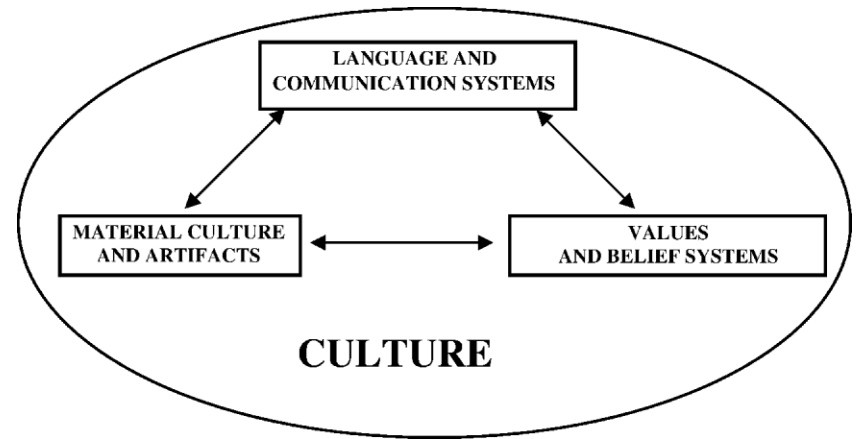 LANGUAGE AND
COMMUNICATION SYSTEMS
MATERIAL CULTURE
AND ARTIFACTS
VALUES
AND BELIEF SYSTEMS
CULTURE